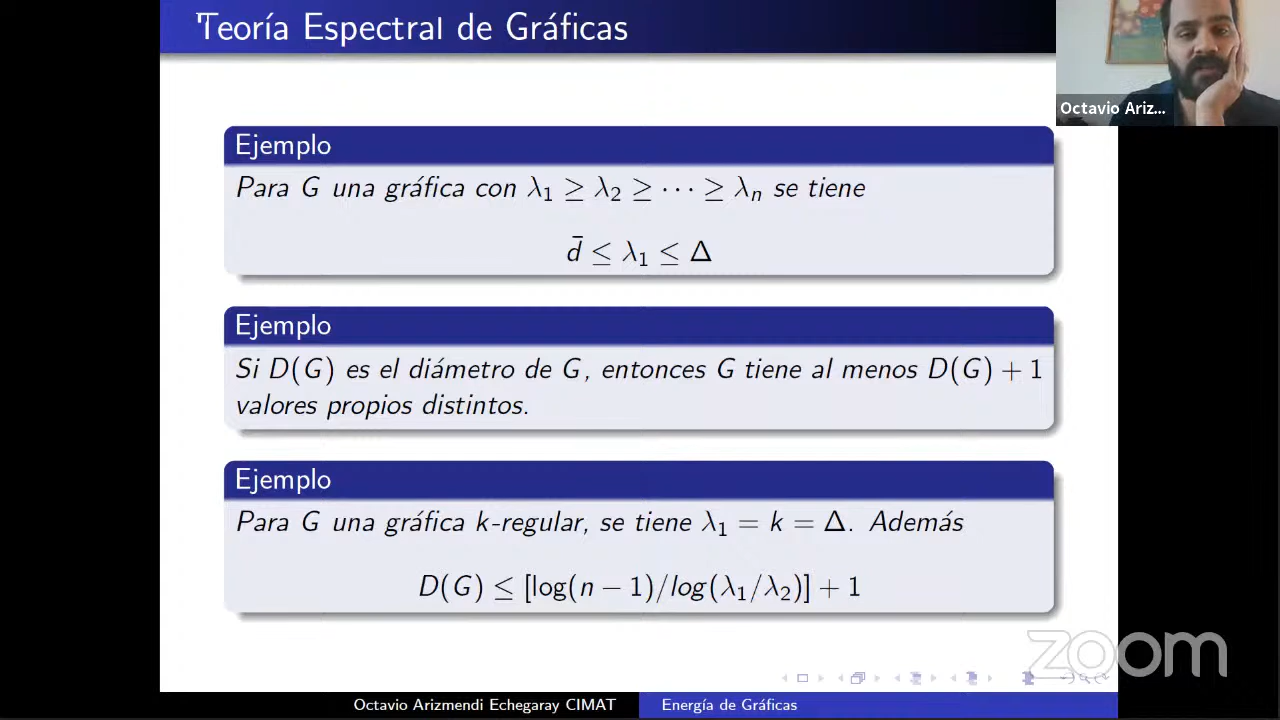 Teoría Espectral de Gráficas
Octavio Ariz...
Ejemplo
Para G una gráfica con λ₁ ≥ λ₂ ≥ ⋯ ≥ λₙ se tiene
d̄ ≤ λ₁ ≤ Δ
Ejemplo
Si D(G) es el diámetro de G, entonces G tiene al menos D(G) + 1
valores propios distintos.
Ejemplo
Para G una gráfica k-regular, se tiene λ₁ = k = Δ. Además
D(G) ≤ [log(n − 1)/log(λ₁/λ₂)] + 1
zoom
Octavio Arizmendi Echegaray CIMAT
Energía de Gráficas